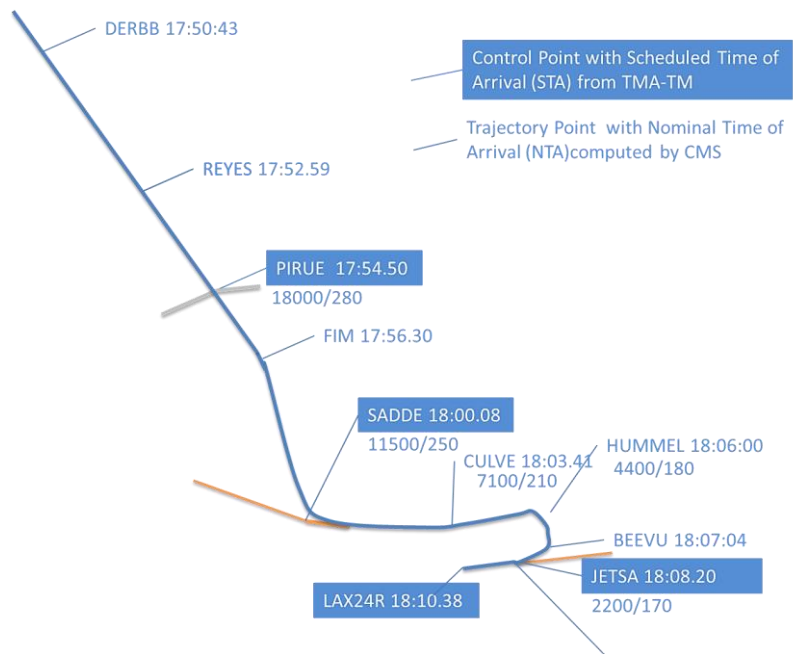 DERBB 17:50:43
Control Point with Scheduled Time of
Arrival (STA) from TMA-TM
Trajectory Point with Nominal Time of
Arrival (NTA)computed by CMS
REYES 17:52.59
PIRUE 17:54.50
18000/280
FIM 17:56.30
SADDE 18:00.08
11500/250
CULVE 18:03.41
7100/210
HUMMEL 18:06:00
4400/180
BEEVU 18:07:04
JETSA 18:08.20
2200/170
LAX24R 18:10.38